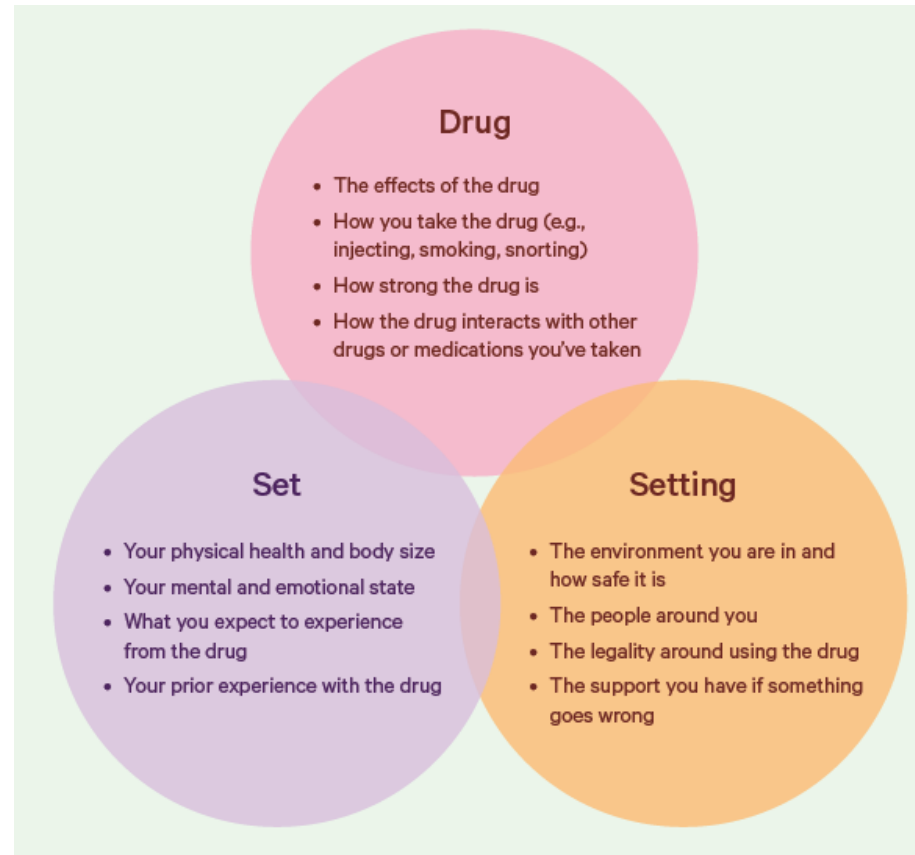 Drug
• The effects of the drug
• How you take the drug (e.g.,
injecting, smoking, snorting)
• How strong the drug is
• How the drug interacts with other
drugs or medications you’ve taken
Set
• Your physical health and body size
• Your mental and emotional state
• What you expect to experience
from the drug
• Your prior experience with the drug
Setting
• The environment you are in and
how safe it is
• The people around you
• The legality around using the drug
• The support you have if something
goes wrong